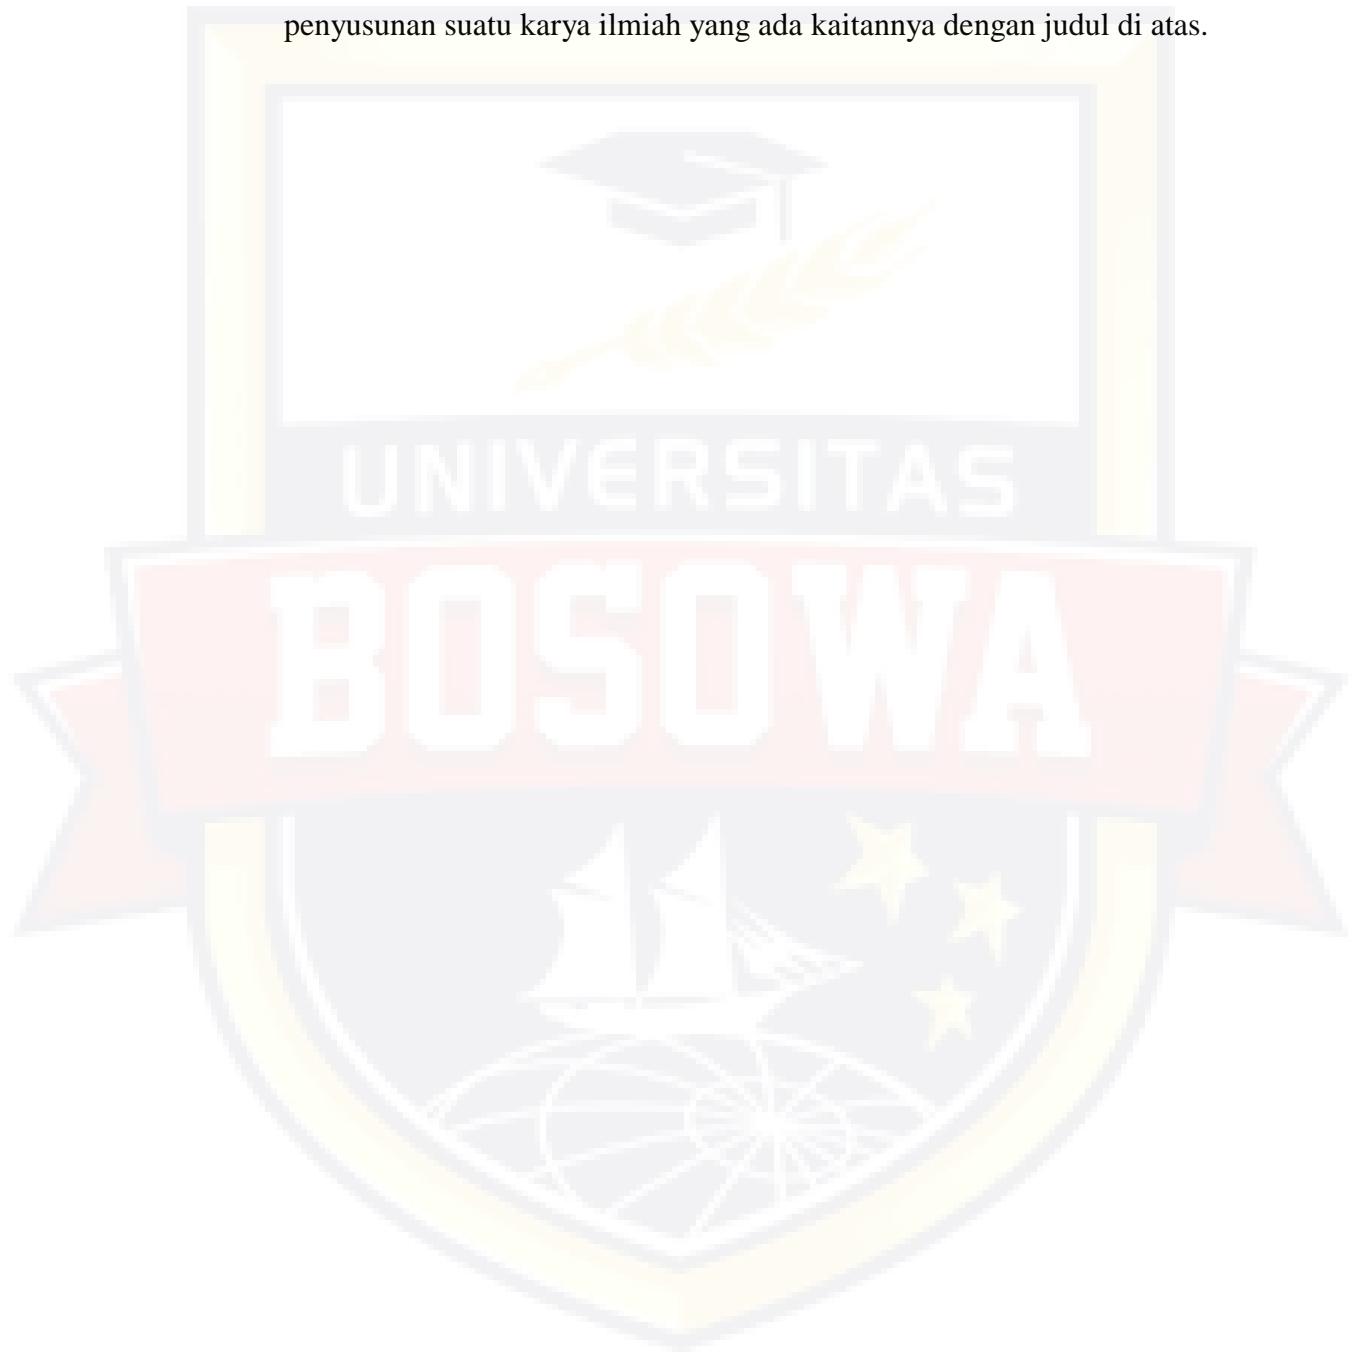 penyusunan suatu karya ilmiah yang ada kaitannya dengan judul di atas.
UNIVERSITAS
BOSOWA